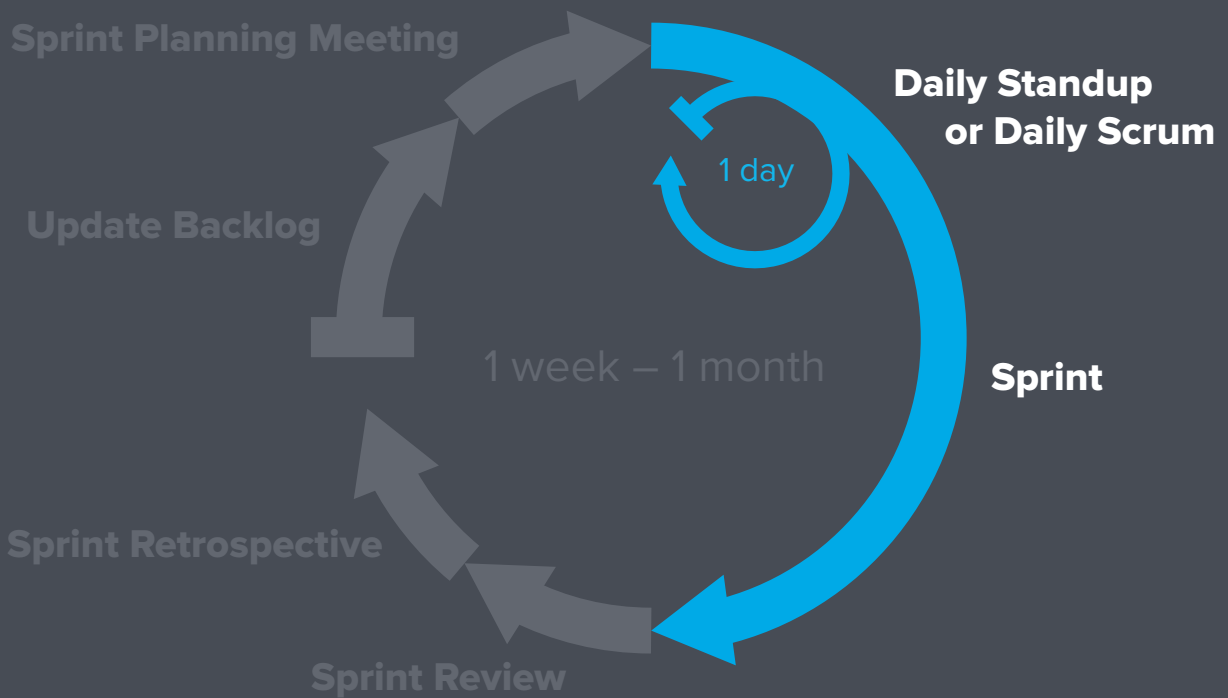 Sprint Planning Meeting
Daily Standup
or Daily Scrum
1 day
Update Backlog
1 week – 1 month
Sprint
Sprint Retrospective
Sprint Review